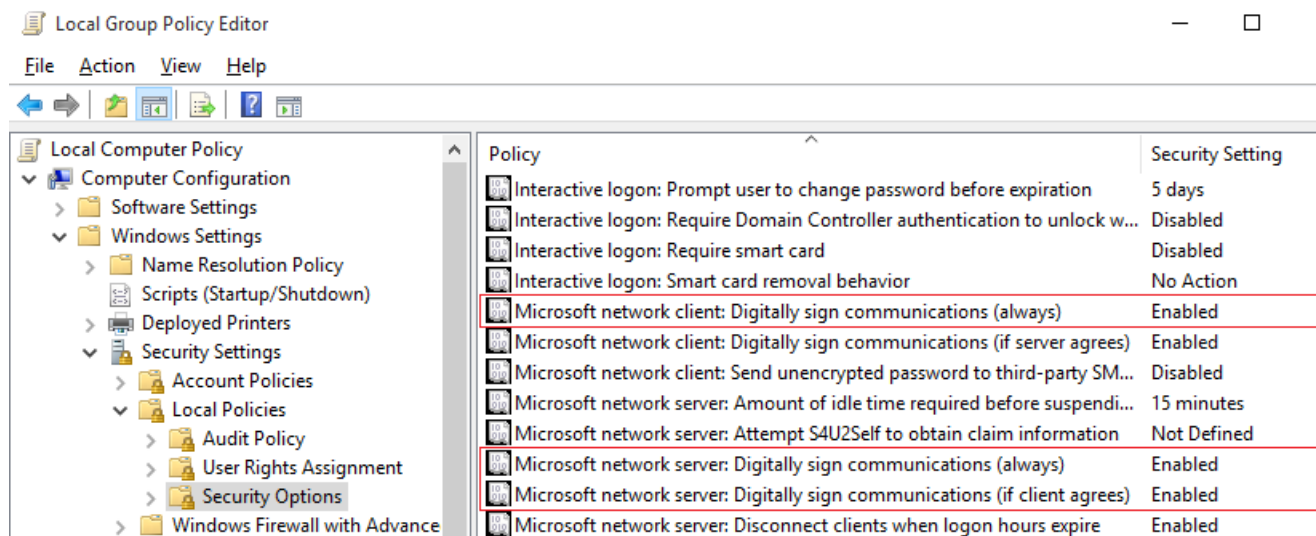 Local Group Policy Editor
File Action View Help
Local Computer Policy
Computer Configuration
Software Settings
Windows Settings
Name Resolution Policy
Scripts (Startup/Shutdown)
Deployed Printers
Security Settings
Account Policies
Local Policies
Audit Policy
User Rights Assignment
Security Options
Windows Firewall with Advance
Policy Security Setting
Interactive logon: Prompt user to change password before expiration 5 days
Interactive logon: Require Domain Controller authentication to unlock w... Disabled
Interactive logon: Require smart card Disabled
Interactive logon: Smart card removal behavior No Action
Microsoft network client: Digitally sign communications (always) Enabled
Microsoft network client: Digitally sign communications (if server agrees) Enabled
Microsoft network client: Send unencrypted password to third-party SM... Disabled
Microsoft network server: Amount of idle time required before suspendi... 15 minutes
Microsoft network server: Attempt S4U2Self to obtain claim information Not Defined
Microsoft network server: Digitally sign communications (always) Enabled
Microsoft network server: Digitally sign communications (if client agrees) Enabled
Microsoft network server: Disconnect clients when logon hours expire Enabled